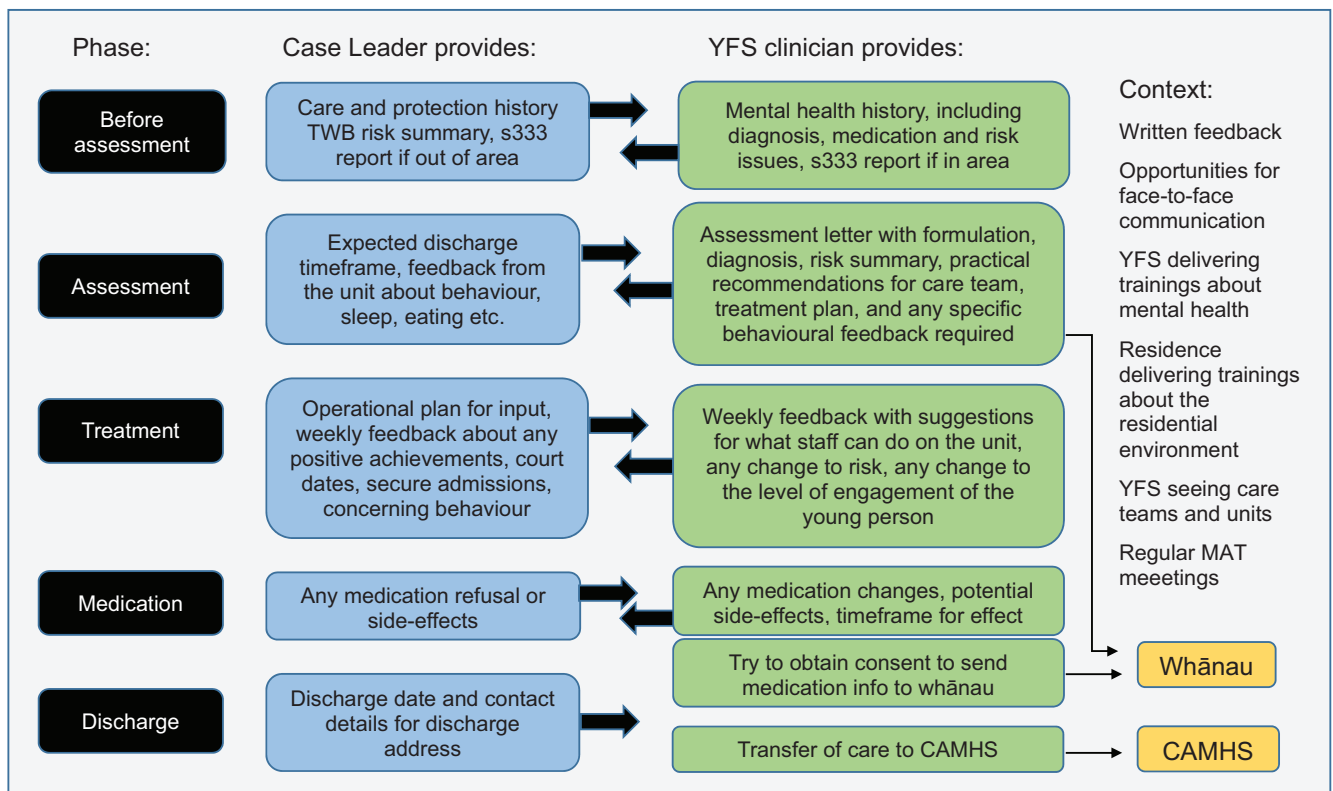 Phase:
Case Leader provides:
YFS clinician provides:
Before
assessment
Care and protection history
TWB risk summary, s333
report if out of area
Mental health history, including
diagnosis, medication and risk
issues, s333 report if in area
Assessment
Expected discharge
timeframe, feedback from
the unit about behaviour,
sleep, eating etc.
Assessment letter with formulation,
diagnosis, risk summary, practical
recommendations for care team,
treatment plan, and any specific
behavioural feedback required
Treatment
Operational plan for input,
weekly feedback about any
positive achievements, court
dates, secure admissions,
concerning behaviour
Weekly feedback with suggestions
for what staff can do on the unit,
any change to risk, any change to
the level of engagement of the
young person
Medication
Any medication refusal or
side-effects
Any medication changes, potential
side-effects, timeframe for effect
Try to obtain consent to send
medication info to whānau
Discharge
Discharge date and contact
details for discharge
address
Transfer of care to CAMHS
Context:
Written feedback
Opportunities for
face-to-face
communication
YFS delivering
trainings about
mental health
Residence
delivering trainings
about the
residential
environment
YFS seeing care
teams and units
Regular MAT
meeetings
Whānau
CAMHS